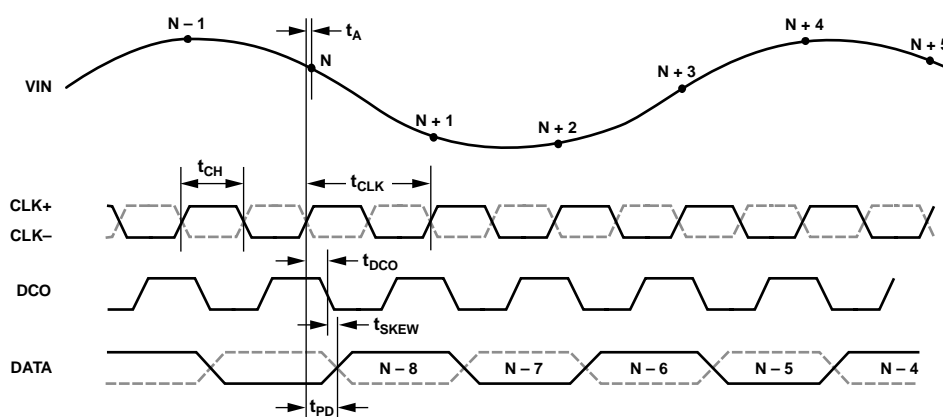 N – 1
t_A
N
N + 1
N + 2
N + 3
N + 4
N + 5
VIN
t_CH
t_CLK
CLK+
CLK–
t_DCO
DCO
t_SKEW
DATA
N – 8
N – 7
N – 6
N – 5
N – 4
t_PD